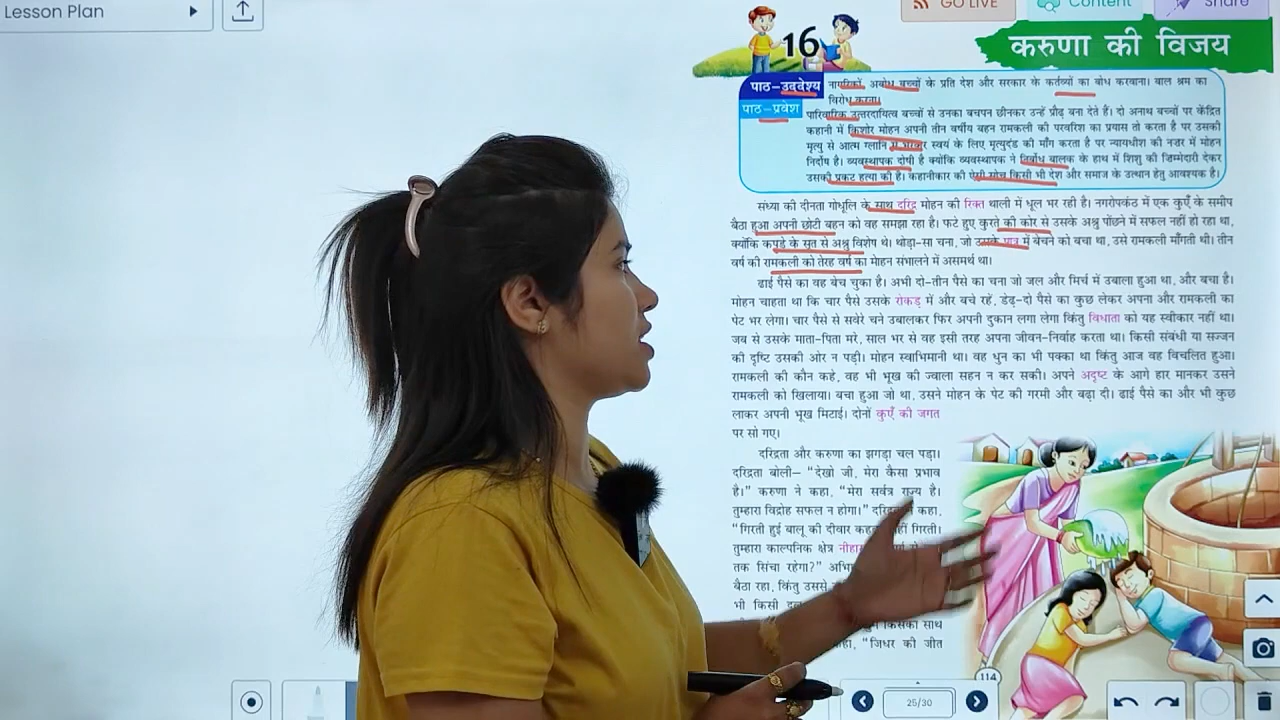 Lesson Plan
GO LIVE
Content
Share
16
करुणा की विजय
पाठ-उद्देश्य
नागरिकों, अबोध बच्चों के प्रति देश और सरकार के कर्तव्यों का बोध करवाना। बाल श्रम का
विरोध करना।
पाठ-प्रवेश
पारिवारिक उत्तरदायित्व बच्चों से उनका बचपन छीनकर उन्हें प्रौढ़ बना देते हैं। दो अनाथ बच्चों पर केंद्रित
कहानी में किशोर मोहन अपनी तीन वर्षीय बहन रामकली की परवरिश का प्रयास तो करता है पर उसकी
मृत्यु से आत्म ग्लानि में भरकर स्वयं के लिए मृत्युदंड की माँग करता है पर न्यायधीश की नजर में मोहन
निर्दोष है। व्यवस्थापक दोषी है क्योंकि व्यवस्थापक ने निर्बोध बालक के हाथ में शिशु की जिम्मेदारी देकर
उसकी प्रकट हत्या की है। कहानीकार की ऐसी सोच किसी भी देश और समाज के उत्थान हेतु आवश्यक है।
संध्या की दीनता गोधूलि के साथ दरिद्र मोहन की रिक्त थाली में धूल भर रही है। नगरोपकंठ में एक कुएँ के समीप
बैठा हुआ अपनी छोटी बहन को वह समझा रहा है। फटे हुए कुरते की कोर से उसके अश्रु पोंछने में सफल नहीं हो रहा था,
क्योंकि कपड़े के सूत से अश्रु विशेष थे। थोड़ा-सा चना, जो उसके पात्र में बेचने को बचा था, उसे रामकली माँगती थी। तीन
वर्ष की रामकली को तेरह वर्ष का मोहन संभालने में असमर्थ था।
ढाई पैसे का वह बेच चुका है। अभी दो-तीन पैसे का चना जो जल और मिर्च में उबाला हुआ था, और बचा है।
मोहन चाहता था कि चार पैसे उसके रोकड़ में और बचे रहें, डेढ़-दो पैसे का कुछ लेकर अपना और रामकली का
पेट भर लेगा। चार पैसे से सवेरे चने उबालकर फिर अपनी दुकान लगा लेगा किंतु विधाता को यह स्वीकार नहीं था।
जब से उसके माता-पिता मरे, साल भर से वह इसी तरह अपना जीवन-निर्वाह करता था। किसी संबंधी या सज्जन
की दृष्टि उसकी ओर न पड़ी। मोहन स्वाभिमानी था। वह धुन का भी पक्का था किंतु आज वह विचलित हुआ।
रामकली की कौन कहे, वह भी भूख की ज्वाला सहन न कर सकी। अपने अदृष्ट के आगे हार मानकर उसने
रामकली को खिलाया। बचा हुआ जो था, उसने मोहन के पेट की गरमी और बढ़ा दी। ढाई पैसे का और भी कुछ
लाकर अपनी भूख मिटाई। दोनों कुएँ की जगत
पर सो गए।
दरिद्रता और करुणा का झगड़ा चल पड़ा।
दरिद्रता बोली– “देखो जी, मेरा कैसा प्रभाव
है।” करुणा ने कहा, “मेरा सर्वत्र राज्य है।
तुम्हारा विद्रोह सफल न होगा।” कहा,
“गिरती हुई बालू की दीवार नहीं गिरती।
तुम्हारा काल्पनिक क्षेत्र
तक सिंचा रहेगा?”
बैठा रहा, किंतु उससे
भी किसी
किसका साथ
“जिधर की जीत
114
25/30